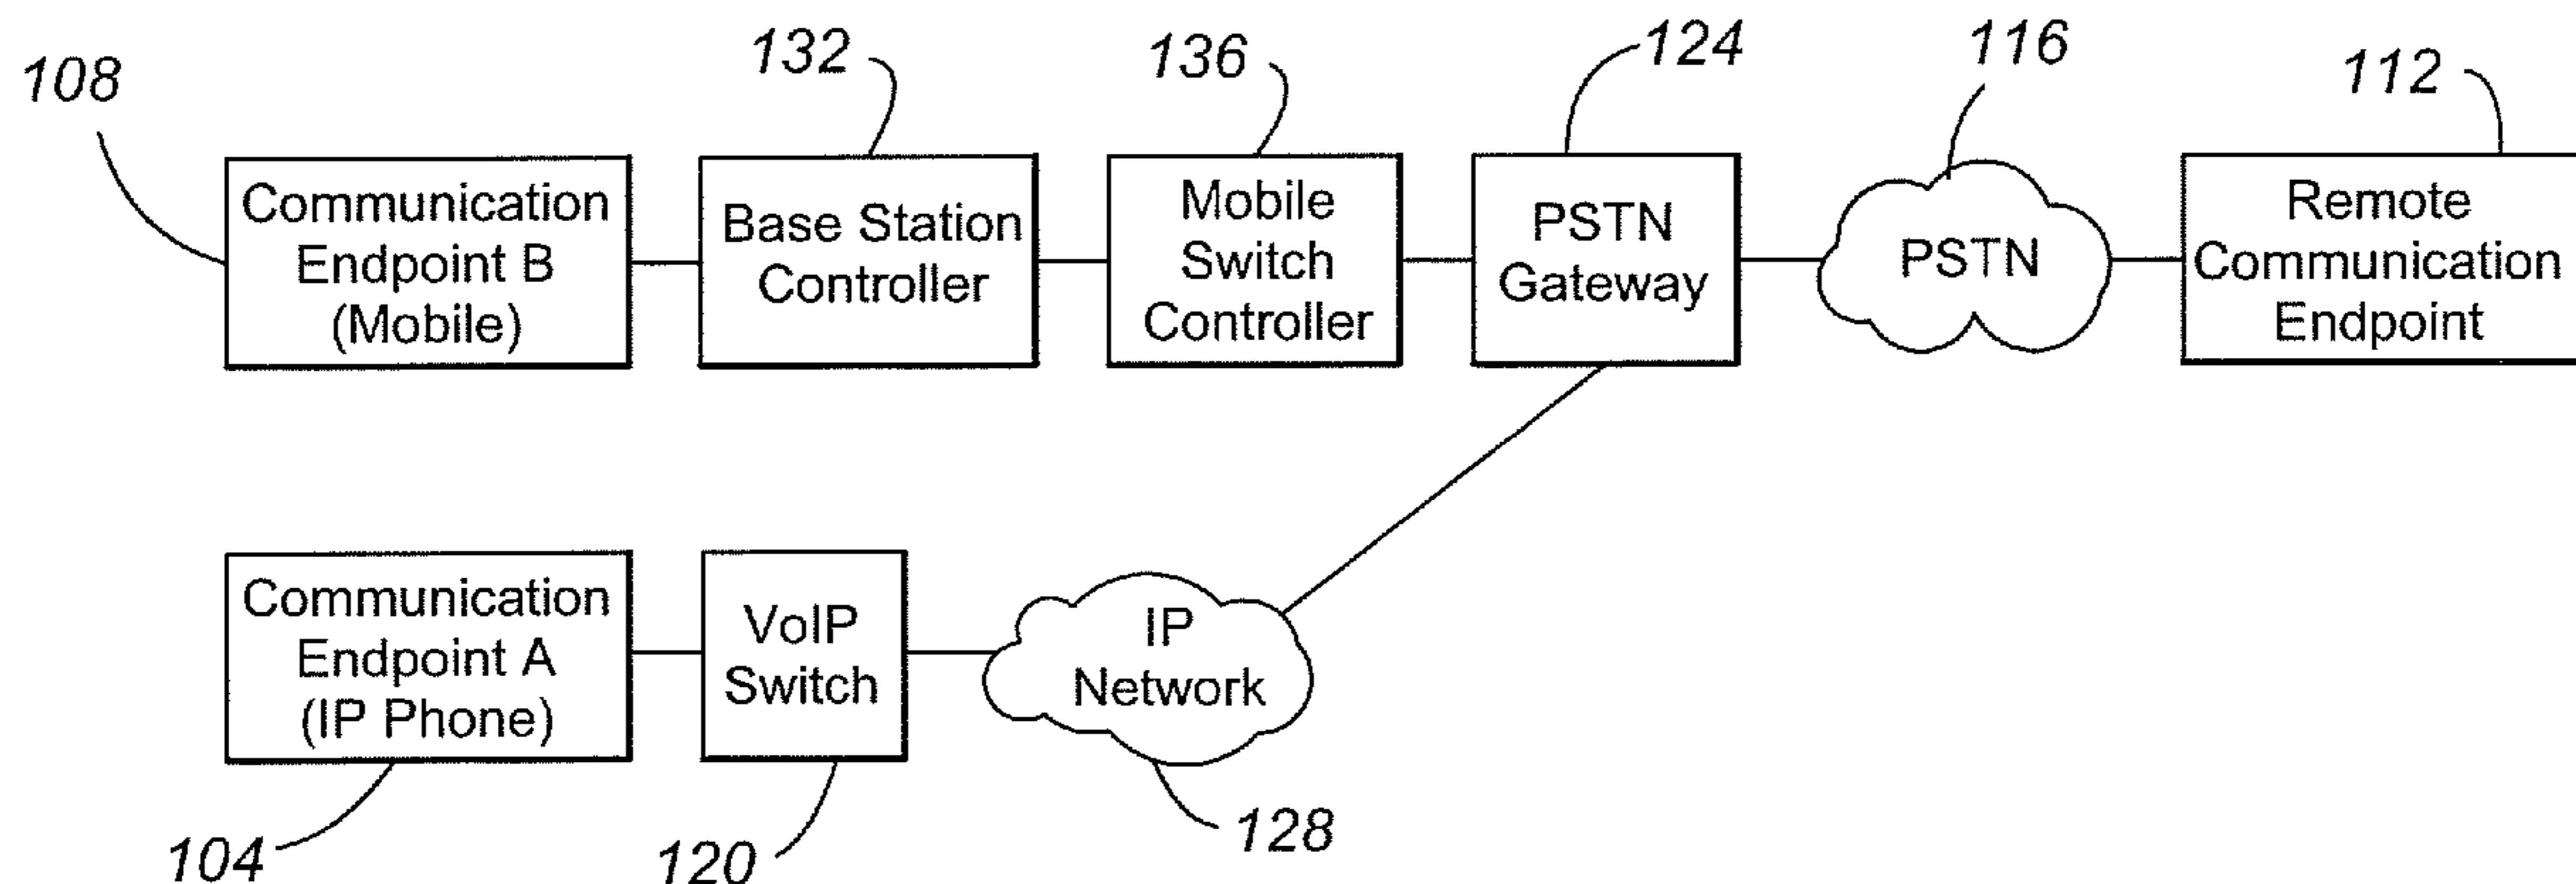 108
132
136
124
116
112
Communication
Endpoint B
(Mobile)
Base Station
Controller
Mobile
Switch
Controller
PSTN
Gateway
PSTN
Remote
Communication
Endpoint
Communication
Endpoint A
(IP Phone)
VoIP
Switch
IP
Network
104
120
128